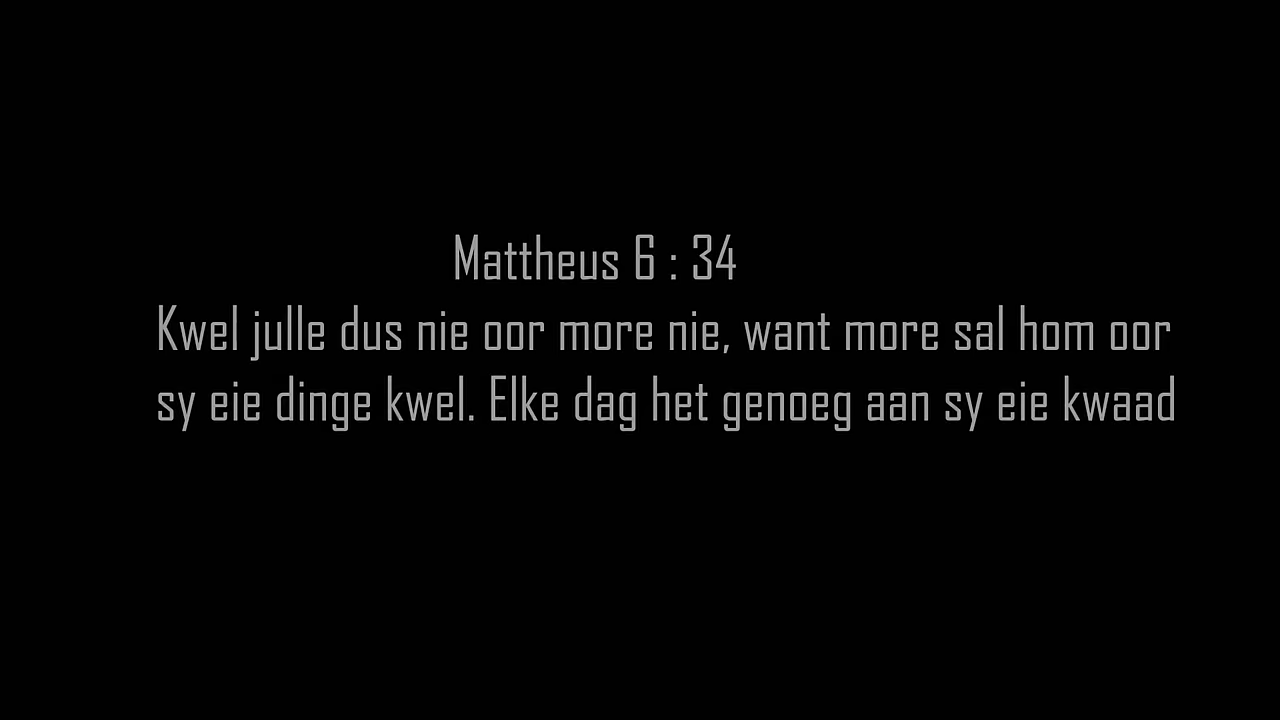 Mattheus 6 : 34
Kwel julle dus nie oor more nie, want more sal hom oor
sy eie dinge kwel. Elke dag het genoeg aan sy eie kwaad